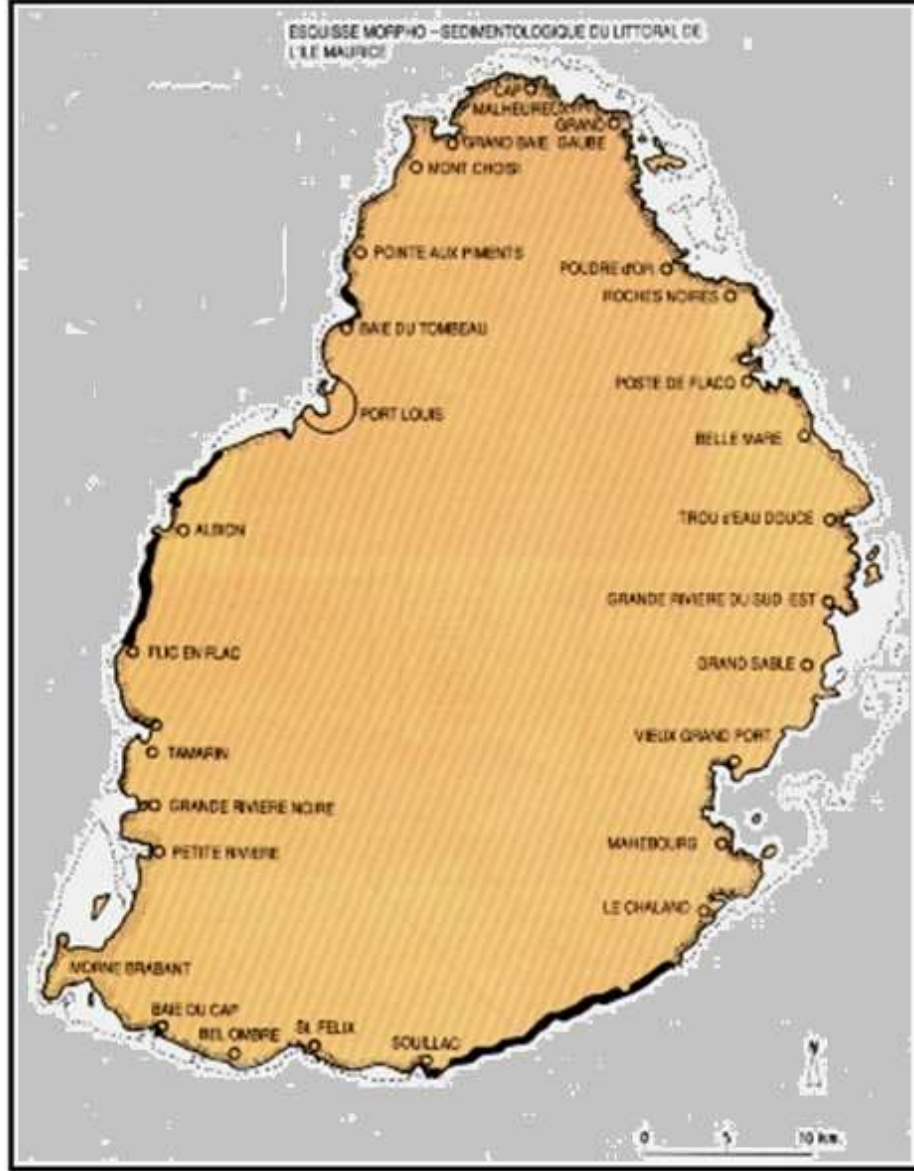 ESQUISSE MORPHO - SEDIMENTOLOGIQUE DU LITTORAL DE
L'ILE MAURICE
CAP
MALHEUREUX
GRAND
GRAND BAIE GAUBE
MONT CHOISI
POINTE AUX PIMENTS
POUDRE d'OR
ROCHES NOIRES
BAIE DU TOMBEAU
POSTE DE FLACQ
PORT LOUIS
BELLE MARE
TROU d'EAU DOUCE
ALBION
GRANDE RIVIERE DU SUD EST
FLIC EN FLAC
GRAND SABLE
VIEUX GRAND PORT
TAMARIN
GRANDE RIVIERE NOIRE
MAHEBOURG
PETITE RIVIERE
LE CHALAND
MORNE BRABANT
BAIE DU CAP
BEL OMBRE
St. FELIX
SOUILLAC
N
0 5 10 km.